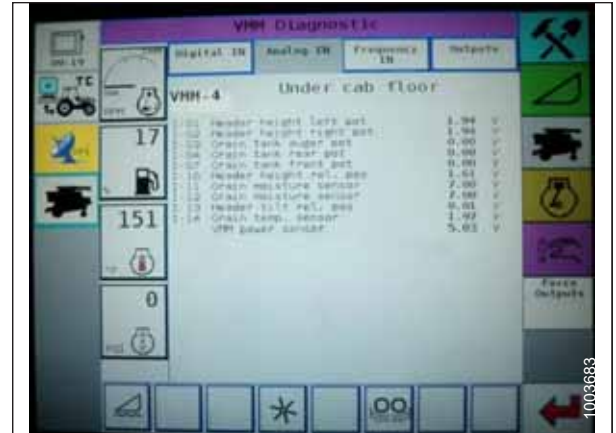 VMM Diagnostic
Digital IN
Analog IN
Frequency IN
Outputs
09:19
TC
VMM-4
Under cab floor
Header height left pot 1.94 V
Header height right pot 1.94 V
Grain tank auger pot 0.00 V
Grain tank rear pot 0.00 V
Grain tank front pot 0.00 V
Header height rel. pos 1.61 V
Grain moisture sensor 7.00 V
Grain moisture sensor 7.00 V
Header tilt rel. pos 0.01 V
Grain temp. sensor 1.97 V
VMM power sensor 5.03 V
17
151
0
Force
Outputs
1003683